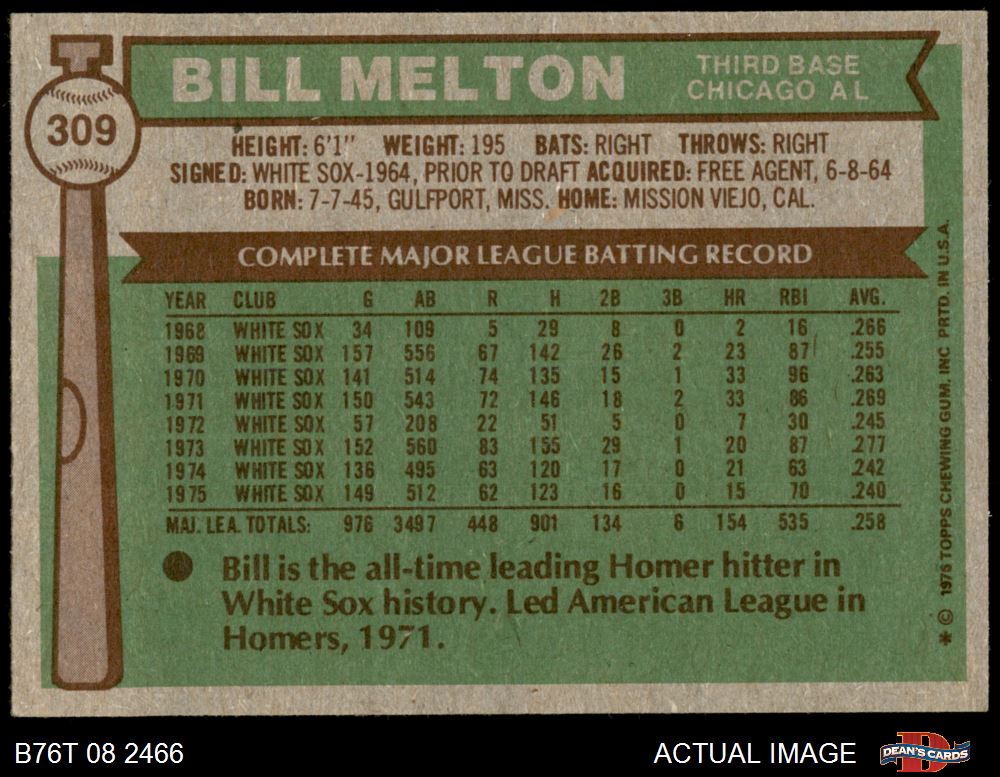 309
BILL MELTON
THIRD BASE
CHICAGO A L
HEIGHT: 6'1" WEIGHT: 195 BATS: RIGHT THROWS: RIGHT
SIGNED: WHITE SOX-1964, PRIOR TO DRAFT ACQUIRED: FREE AGENT, 6-8-64
BORN: 7-7-45, GULFPORT, MISS. HOME: MISSION VIEJO, CAL.
COMPLETE MAJOR LEAGUE BATTING RECORD
YEAR CLUB G AB R H 2B 3B HR RBI AVG.
1968 WHITE SOX 34 109 5 29 8 0 2 16 .266
1969 WHITE SOX 157 556 67 142 26 2 23 87 .255
1970 WHITE SOX 141 514 74 135 15 1 33 96 .263
1971 WHITE SOX 150 543 72 146 18 2 33 86 .269
1972 WHITE SOX 57 208 22 51 5 0 7 30 .245
1973 WHITE SOX 152 560 83 155 29 1 20 87 .277
1974 WHITE SOX 136 495 63 120 17 0 21 63 .242
1975 WHITE SOX 149 512 62 123 16 0 15 70 .240
MAJ. LEA. TOTALS: 976 3497 448 901 134 6 154 535 .258
● Bill is the all-time leading Homer hitter in
White Sox history. Led American League in
Homers, 1971.
* © 1976 TOPPS CHEWING GUM, INC PRTD. IN U.S.A.
B76T 08 2466
ACTUAL IMAGE
D
DEAN'S CARDS